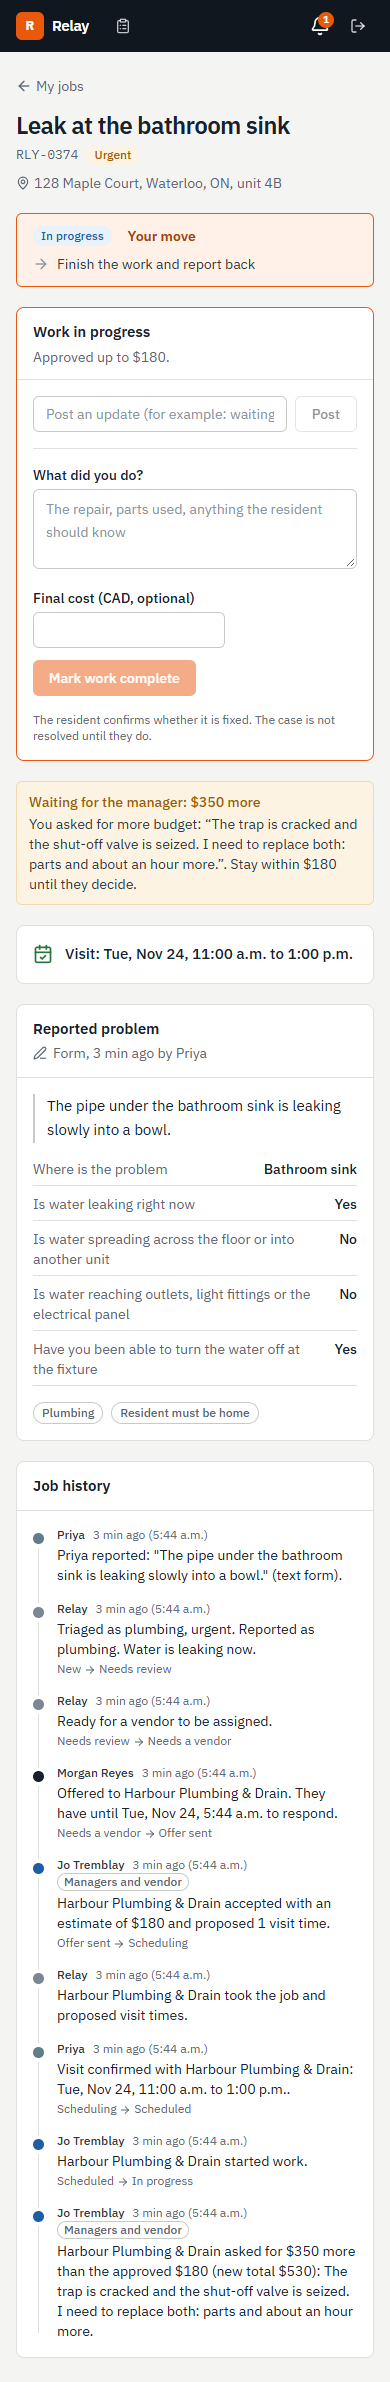 R Relay 1
My jobs
Leak at the bathroom sink
RLY-0374 Urgent
128 Maple Court, Waterloo, ON, unit 4B
In progress Your move
Finish the work and report back
Work in progress
Approved up to $180.
Post an update (for example: waiting Post
What did you do?
The repair, parts used, anything the resident
should know
Final cost (CAD, optional)
Mark work complete
The resident confirms whether it is fixed. The case is not
resolved until they do.
Waiting for the manager: $350 more
You asked for more budget: “The trap is cracked and
the shut-off valve is seized. I need to replace both:
parts and about an hour more.”. Stay within $180
until they decide.
Visit: Tue, Nov 24, 11:00 a.m. to 1:00 p.m.
Reported problem
Form, 3 min ago by Priya
The pipe under the bathroom sink is leaking
slowly into a bowl.
Where is the problem Bathroom sink
Is water leaking right now Yes
Is water spreading across the floor or into No
another unit
Is water reaching outlets, light fittings or the No
electrical panel
Have you been able to turn the water off at Yes
the fixture
Plumbing Resident must be home
Job history
Priya 3 min ago (5:44 a.m.)
Priya reported: "The pipe under the bathroom
sink is leaking slowly into a bowl." (text form).
Relay 3 min ago (5:44 a.m.)
Triaged as plumbing, urgent. Reported as
plumbing. Water is leaking now.
New → Needs review
Relay 3 min ago (5:44 a.m.)
Ready for a vendor to be assigned.
Needs review → Needs a vendor
Morgan Reyes 3 min ago (5:44 a.m.)
Offered to Harbour Plumbing & Drain. They
have until Tue, Nov 24, 5:44 a.m. to respond.
Needs a vendor → Offer sent
Jo Tremblay 3 min ago (5:44 a.m.)
Managers and vendor
Harbour Plumbing & Drain accepted with an
estimate of $180 and proposed 1 visit time.
Offer sent → Scheduling
Relay 3 min ago (5:44 a.m.)
Harbour Plumbing & Drain took the job and
proposed visit times.
Priya 3 min ago (5:44 a.m.)
Visit confirmed with Harbour Plumbing & Drain:
Tue, Nov 24, 11:00 a.m. to 1:00 p.m..
Scheduling → Scheduled
Jo Tremblay 3 min ago (5:44 a.m.)
Harbour Plumbing & Drain started work.
Scheduled → In progress
Jo Tremblay 3 min ago (5:44 a.m.)
Managers and vendor
Harbour Plumbing & Drain asked for $350 more
than the approved $180 (new total $530): The
trap is cracked and the shut-off valve is seized.
I need to replace both: parts and about an hour
more.